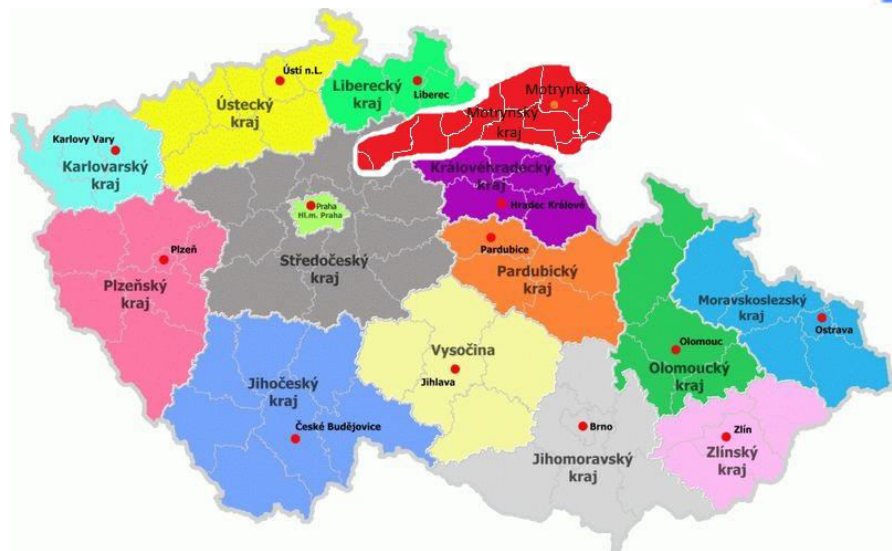 Ústí n.L.
Ústecký
kraj
Liberecký
kraj
Liberec
Motrynka
Motrynský
kraj
Karlovy Vary
Karlovarský
kraj
Královéhradecký
kraj
Hradec Králové
Praha
Hl.m. Praha
Středočeský
kraj
Plzeň
Plzeňský
kraj
Pardubice
Pardubický
kraj
Moravskoslezský
kraj
Ostrava
Olomouc
Olomoucký
kraj
Vysočina
Jihlava
Jihočeský
kraj
České Budějovice
Brno
Jihomoravský
kraj
Zlín
Zlínský
kraj